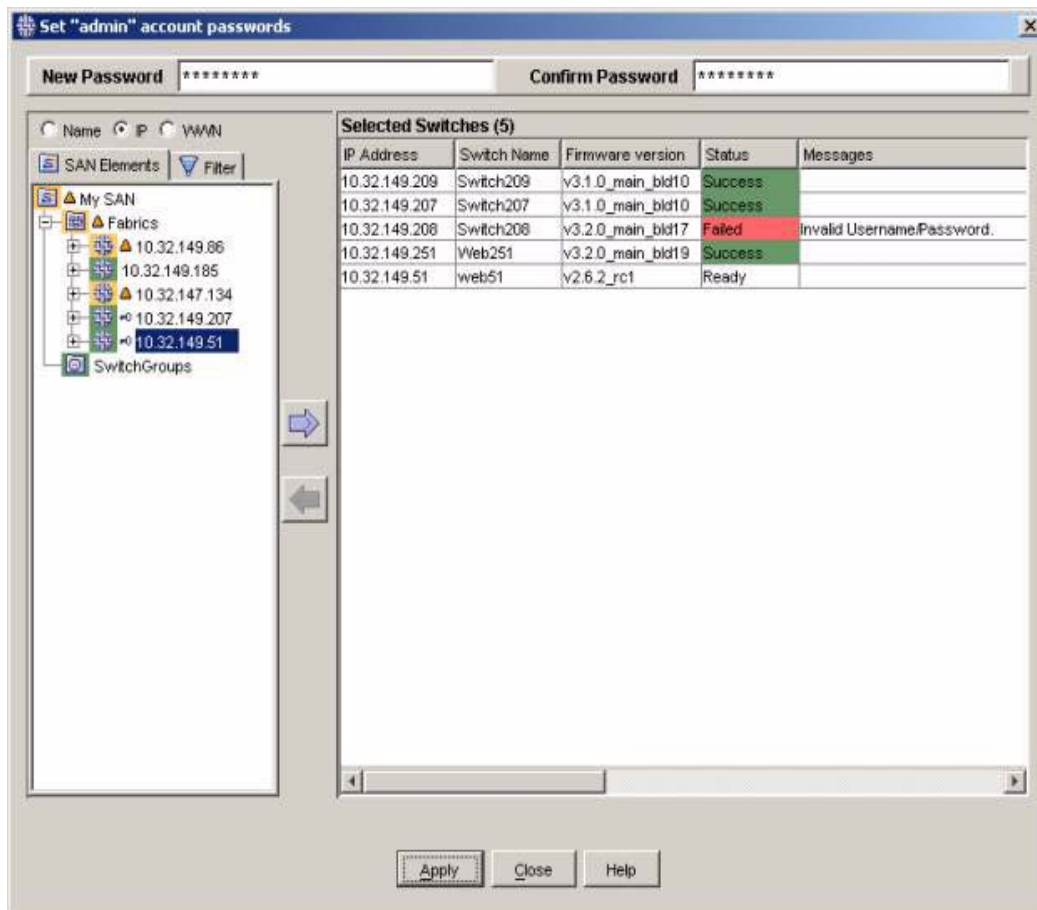 Set "admin" account passwords
New Password ******** Confirm Password ********
Name IP WWN
SAN Elements Filter
My SAN
Fabrics
10.32.149.86
10.32.149.185
10.32.147.134
10.32.149.207
10.32.149.51
SwitchGroups
Selected Switches (5)
IP Address Switch Name Firmware version Status Messages
10.32.149.209 Switch209 v3.1.0_main_bld10 Success
10.32.149.207 Switch207 v3.1.0_main_bld10 Success
10.32.149.208 Switch208 v3.2.0_main_bld17 Failed Invalid Username/Password.
10.32.149.251 Web251 v3.2.0_main_bld19 Success
10.32.149.51 web51 v2.6.2_rc1 Ready
Apply Close Help